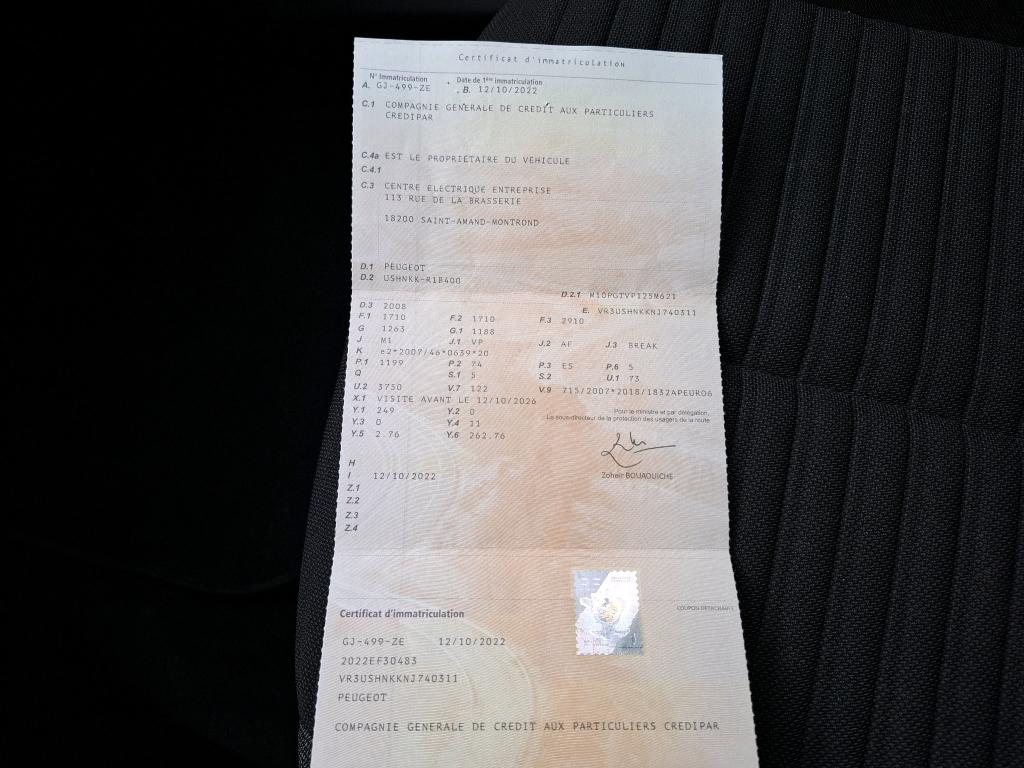 Certificat d'immatriculation
N° Immatriculation Date de 1ère immatriculation
A. GJ-499-ZE . B. 12/10/2022
C.1 COMPAGNIE GENERALE DE CREDIT AUX PARTICULIERS
CREDIPAR
C.4a EST LE PROPRIETAIRE DU VEHICULE
C.4.1
C.3 CENTRE ELECTRIQUE ENTREPRISE
113 RUE DE LA BRASSERIE
18200 SAINT-AMAND-MONTROND
D.1 PEUGEOT
D.2 USHNKK-R1B400
D.2.1 M10PGTVP125M621
D.3 2008 E. VR3USHNKKNJ740311
F.1 1710 F.2 1710 F.3 2910
G 1263 G.1 1188
J M1 J.1 VP J.2 AF J.3 BREAK
K e2*2007/46*0639*20
P.1 1199 P.2 74 P.3 ES P.6 5
Q S.1 5 S.2 U.1 73
U.2 3750 V.7 122 V.9 715/2007*2018/1832APEURO6
X.1 VISITE AVANT LE 12/10/2026
Y.1 249 Y.2 0 Pour le ministre et par délégation,
Y.3 0 Y.4 11 Le sous-directeur de la protection des usagers de la route
Y.5 2.76 Y.6 262.76
H
I 12/10/2022 Zoheir BOUAOUICHE
Z.1
Z.2
Z.3
Z.4
COUPON DETACHABLE
Certificat d'immatriculation
GJ-499-ZE 12/10/2022
2022EF30483
VR3USHNKKNJ740311
PEUGEOT
COMPAGNIE GENERALE DE CREDIT AUX PARTICULIERS CREDIPAR